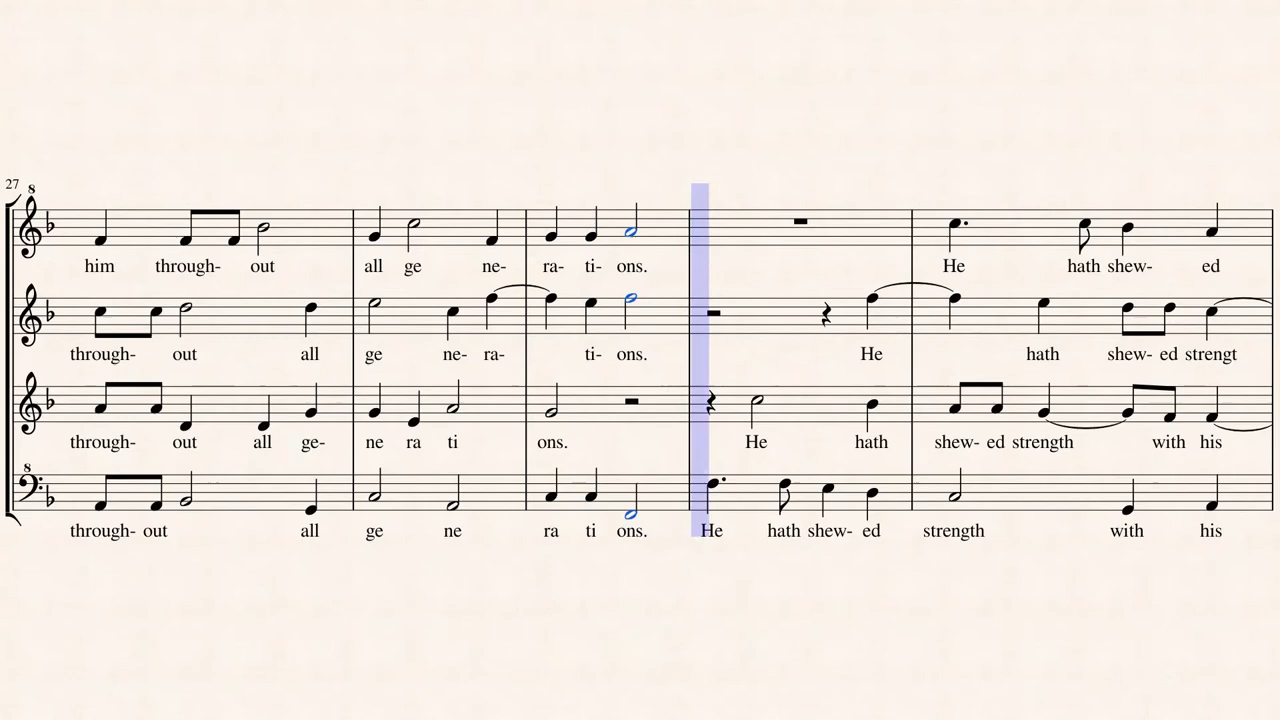 27
8
him through- out all ge ne- ra- ti- ons. He hath shew- ed
through- out all ge ne- ra- ti- ons. He hath shew- ed strengt
through- out all ge- ne ra ti ons. He hath shew- ed strength with his
8
through- out all ge ne ra ti ons. He hath shew- ed strength with his